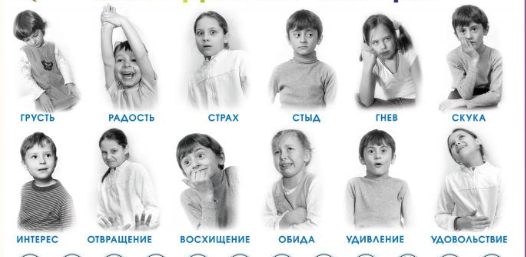 ГРУСТЬ РАДОСТЬ СТРАХ СТЫД ГНЕВ СКУКА
ИНТЕРЕС ОТВРАЩЕНИЕ ВОСХИЩЕНИЕ ОБИДА УДИВЛЕНИЕ УДОВОЛЬСТВИЕ